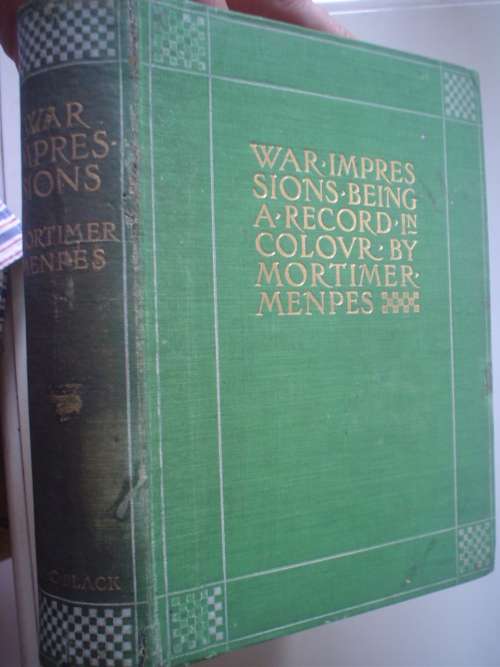 WAR
IMPRES·
SIONS
MORTIMER
MENPES
BLACK
WAR·IMPRES
SIONS·BEING
A·RECORD·IN
COLOVR·BY
MORTIMER·
MENPES